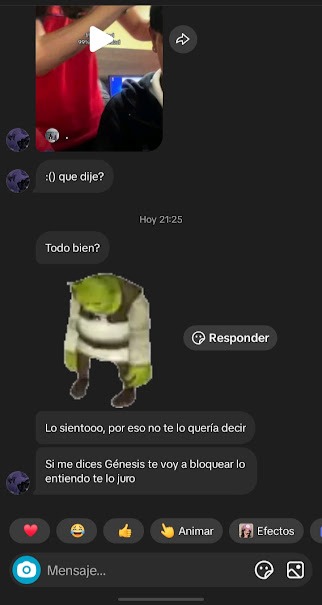 :() que dije?
Hoy 21:25
Todo bien?
Responder
Lo sientooo, por eso no te lo quería decir
Si me dices Génesis te voy a bloquear lo
entiendo te lo juro
Animar
Efectos
Mensaje...